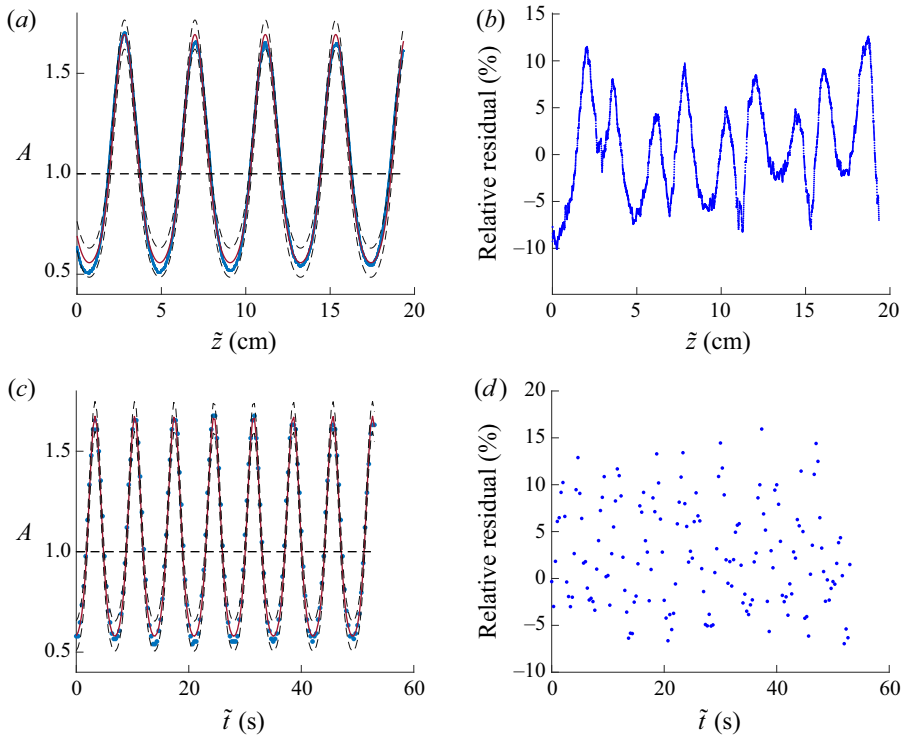 (a)
1.5
A
1.0
0.5
0 5 10 15 20
z̃ (cm)
(b)
15
10
5
0
–5
–10
Relative residual (%)
0 5 10 15 20
z̃ (cm)
(c)
1.5
A
1.0
0.5
0 20 40 60
t̃ (s)
(d)
20
15
10
5
0
–5
–10
Relative residual (%)
0 20 40 60
t̃ (s)